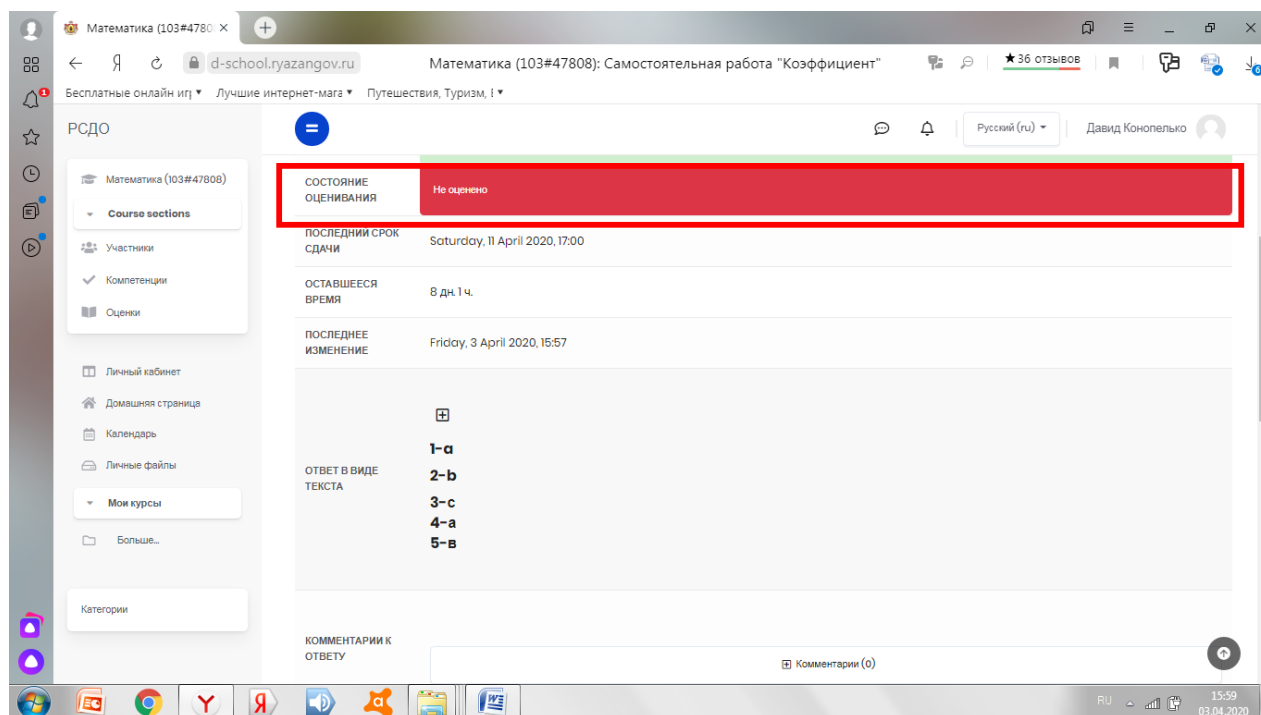 Математика (103#4780
d-school.ryazangov.ru
Математика (103#47808): Самостоятельная работа "Коэффициент"
★36 отзывов
Бесплатные онлайн иг
Лучшие интернет-мага
Путешествия, Туризм, I
РСДО
Русский (ru)
Давид Конопелько
Математика (103#47808)
Course sections
Участники
Компетенции
Оценки
Личный кабинет
Домашняя страница
Календарь
Личные файлы
Мои курсы
Больше...
Категории
СОСТОЯНИЕ
ОЦЕНИВАНИЯ
Не оценено
ПОСЛЕДНИЙ СРОК
СДАЧИ
Saturday, 11 April 2020, 17:00
ОСТАВШЕЕСЯ
ВРЕМЯ
8 дн. 1 ч.
ПОСЛЕДНЕЕ
ИЗМЕНЕНИЕ
Friday, 3 April 2020, 15:57
ОТВЕТ В ВИДЕ
ТЕКСТА
1-a
2-b
3-c
4-a
5-в
КОММЕНТАРИИ К
ОТВЕТУ
Комментарии (0)
RU
15:59
03.04.2020